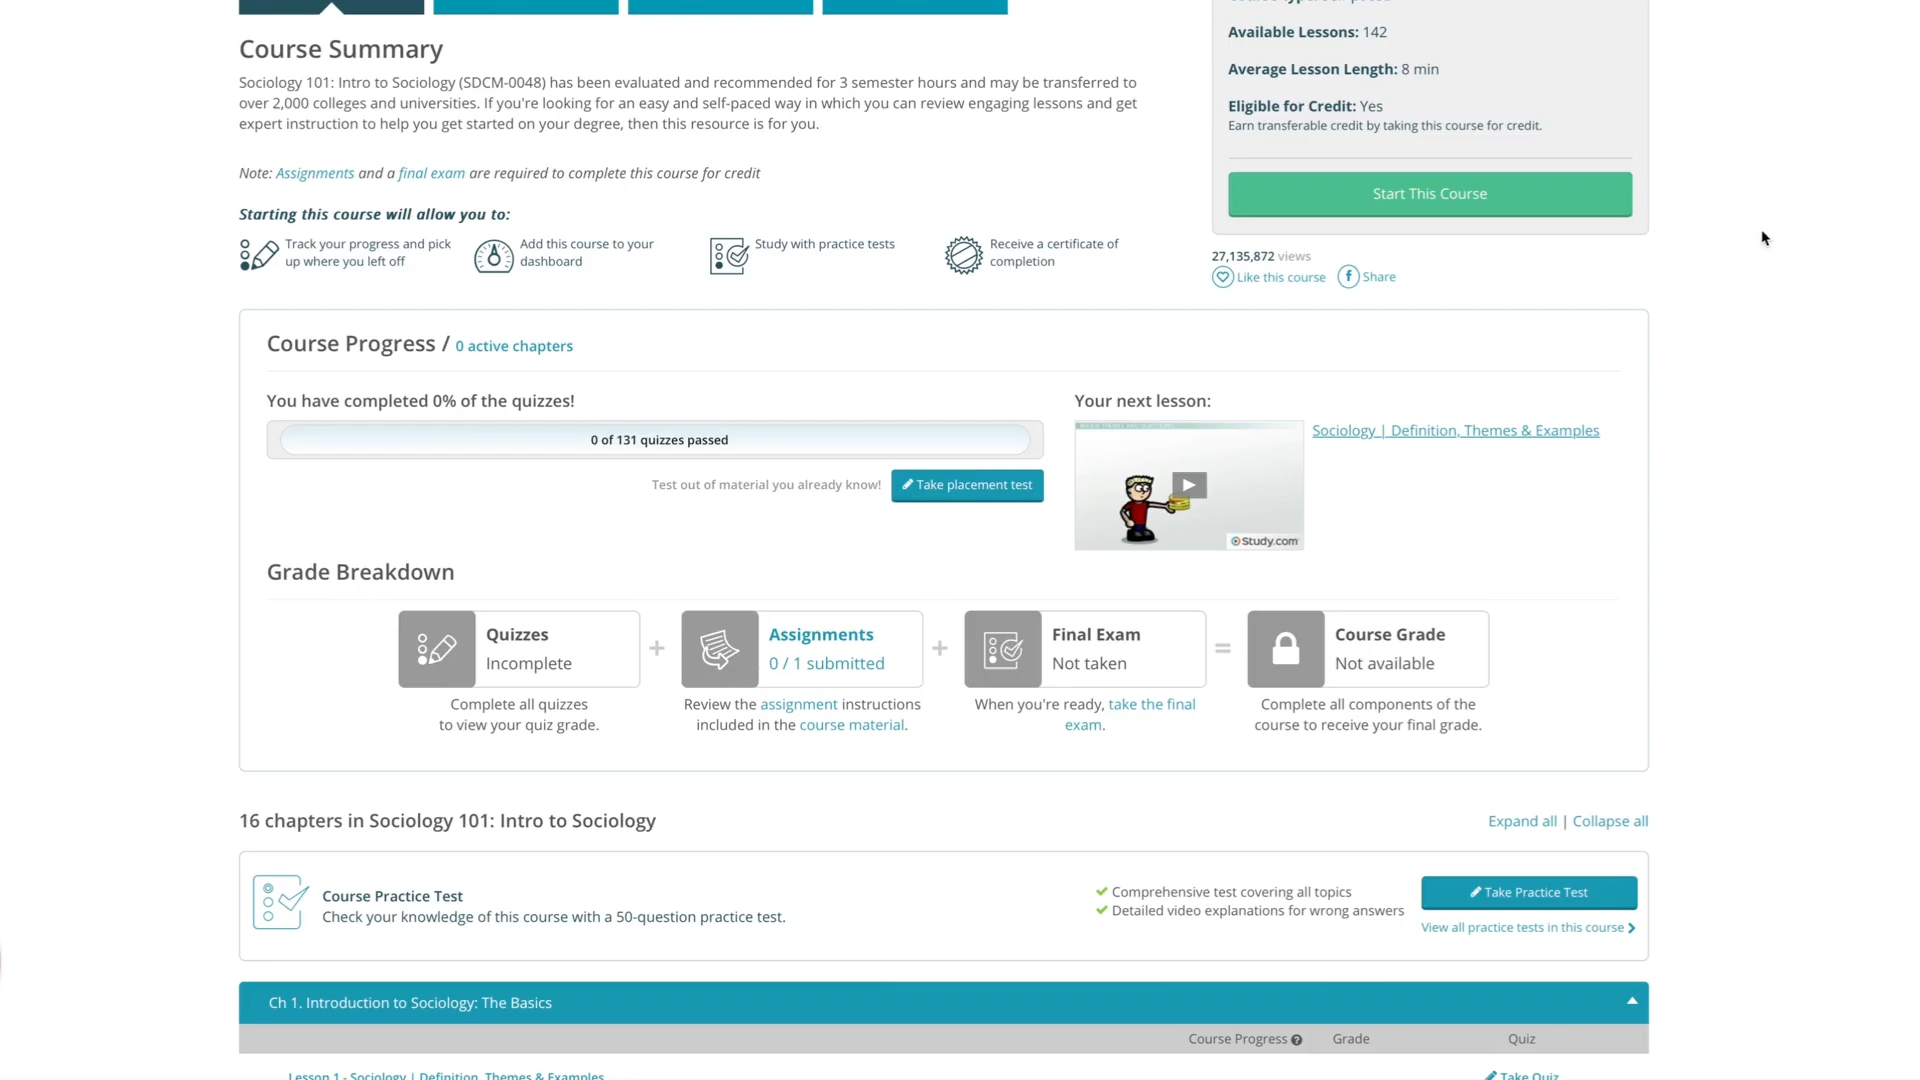 Course Summary
Sociology 101: Intro to Sociology (SDCM-0048) has been evaluated and recommended for 3 semester hours and may be transferred to
over 2,000 colleges and universities. If you're looking for an easy and self-paced way in which you can review engaging lessons and get
expert instruction to help you get started on your degree, then this resource is for you.
Note: Assignments and a final exam are required to complete this course for credit
Starting this course will allow you to:
Track your progress and pick
up where you left off
Add this course to your
dashboard
Study with practice tests
Receive a certificate of
completion
Available Lessons: 142
Average Lesson Length: 8 min
Eligible for Credit: Yes
Earn transferable credit by taking this course for credit.
Start This Course
27,135,872 views
Like this course
Share
Course Progress / 0 active chapters
You have completed 0% of the quizzes!
0 of 131 quizzes passed
Test out of material you already know!
Take placement test
Your next lesson:
Study.com
Sociology | Definition, Themes & Examples
Grade Breakdown
Quizzes
Incomplete
Complete all quizzes
to view your quiz grade.
+
Assignments
0 / 1 submitted
Review the assignment instructions
included in the course material.
+
Final Exam
Not taken
When you're ready, take the final
exam.
=
Course Grade
Not available
Complete all components of the
course to receive your final grade.
16 chapters in Sociology 101: Intro to Sociology
Expand all | Collapse all
Course Practice Test
Check your knowledge of this course with a 50-question practice test.
Comprehensive test covering all topics
Detailed video explanations for wrong answers
Take Practice Test
View all practice tests in this course
Ch 1. Introduction to Sociology: The Basics
Course Progress ?
Grade
Quiz
Lesson 1 - Sociology | Definition, Themes & Examples
Take Quiz